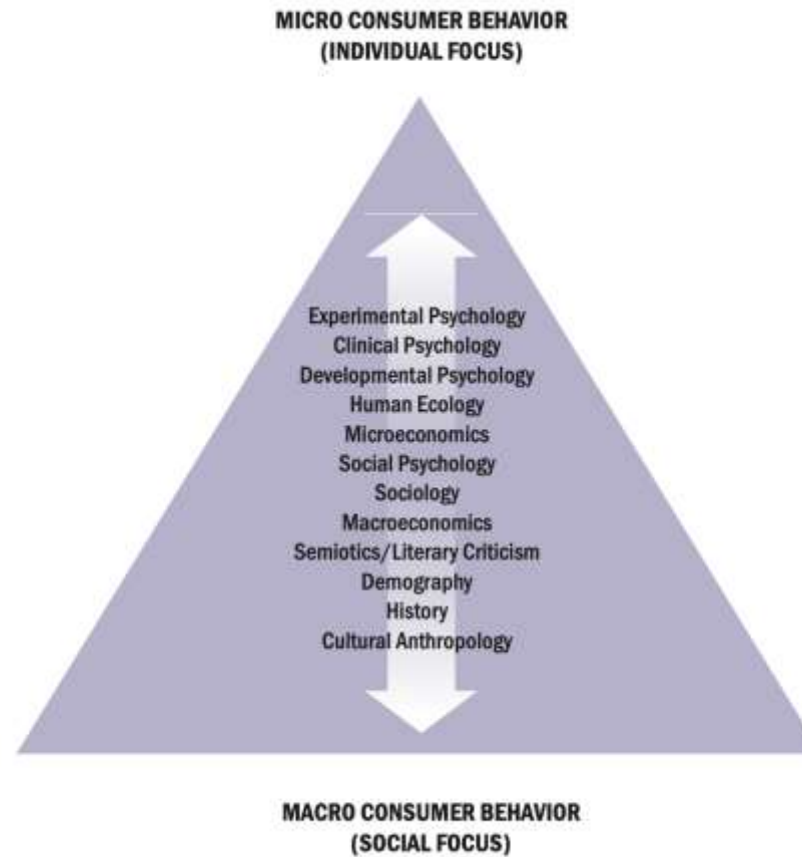 MICRO CONSUMER BEHAVIOR
(INDIVIDUAL FOCUS)
Experimental Psychology
Clinical Psychology
Developmental Psychology
Human Ecology
Microeconomics
Social Psychology
Sociology
Macroeconomics
Semiotics/Literary Criticism
Demography
History
Cultural Anthropology
MACRO CONSUMER BEHAVIOR
(SOCIAL FOCUS)